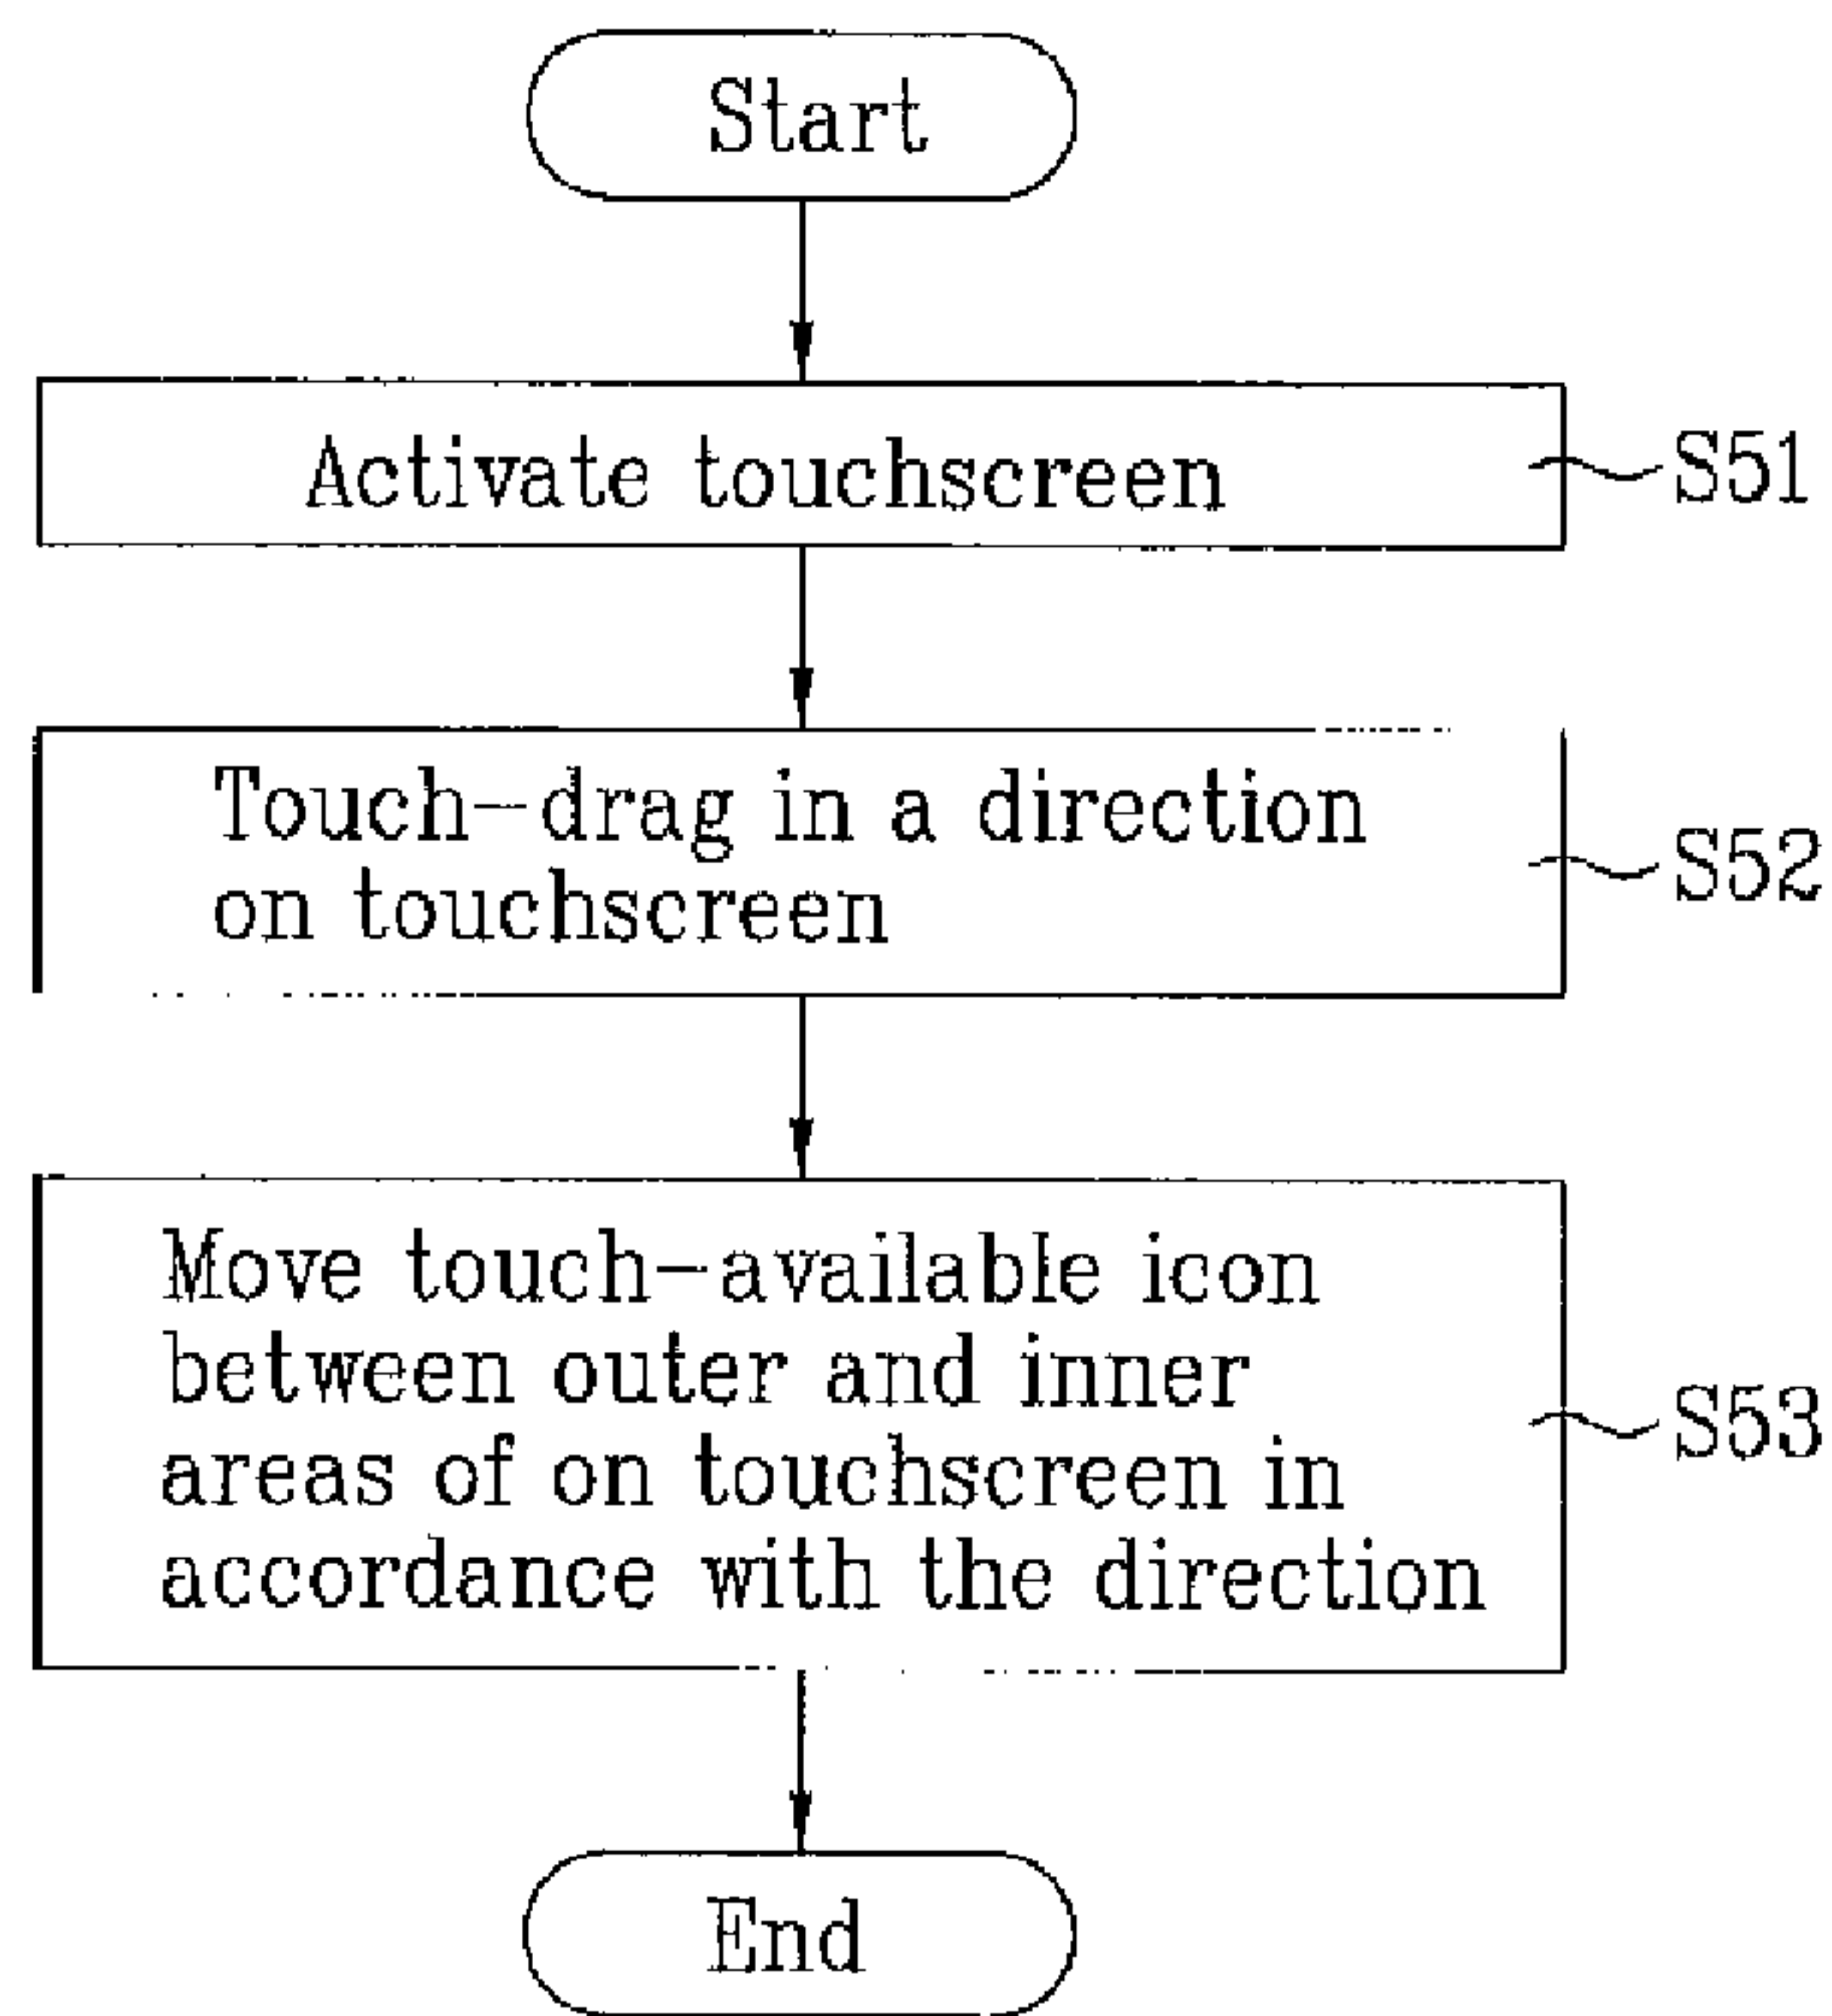 Start
Activate touchscreen
S51
Touch-drag in a direction
on touchscreen
S52
Move touch-available icon
between outer and inner
areas of on touchscreen in
accordance with the direction
S53
End